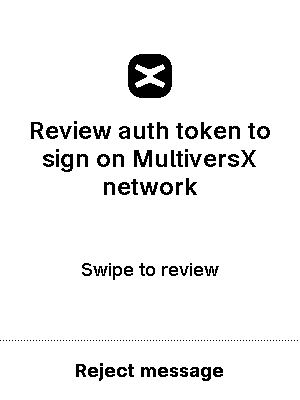 Review auth token to
sign on MultiversX
network
Swipe to review
Reject message